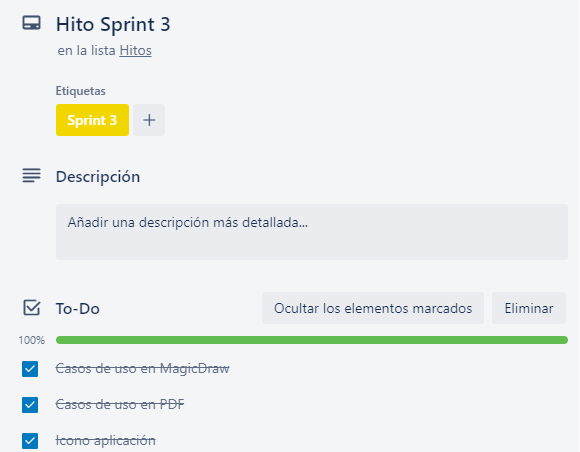 Hito Sprint 3
en la lista Hitos
Etiquetas
Sprint 3 +
Descripción
Añadir una descripción más detallada...
To-Do Ocultar los elementos marcados Eliminar
100%
Casos de uso en MagicDraw
Casos de uso en PDF
Icono aplicación